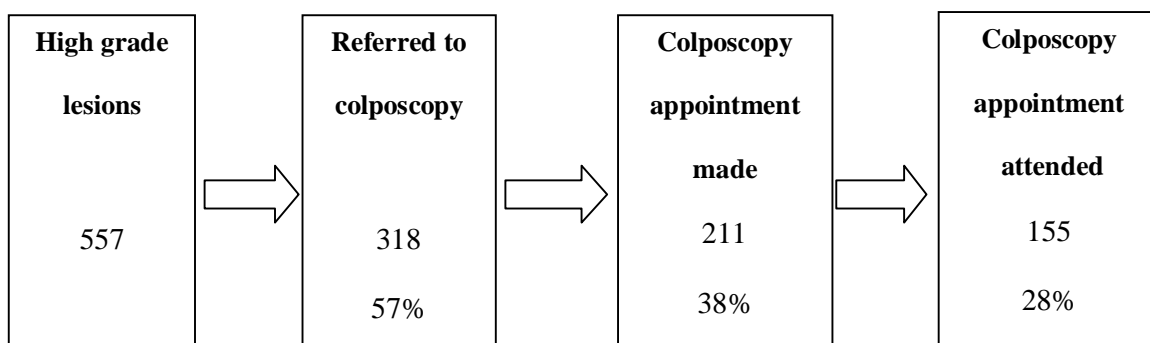 High grade
lesions
557
Referred to
colposcopy
318
57%
Colposcopy
appointment
made
211
38%
Colposcopy
appointment
attended
155
28%